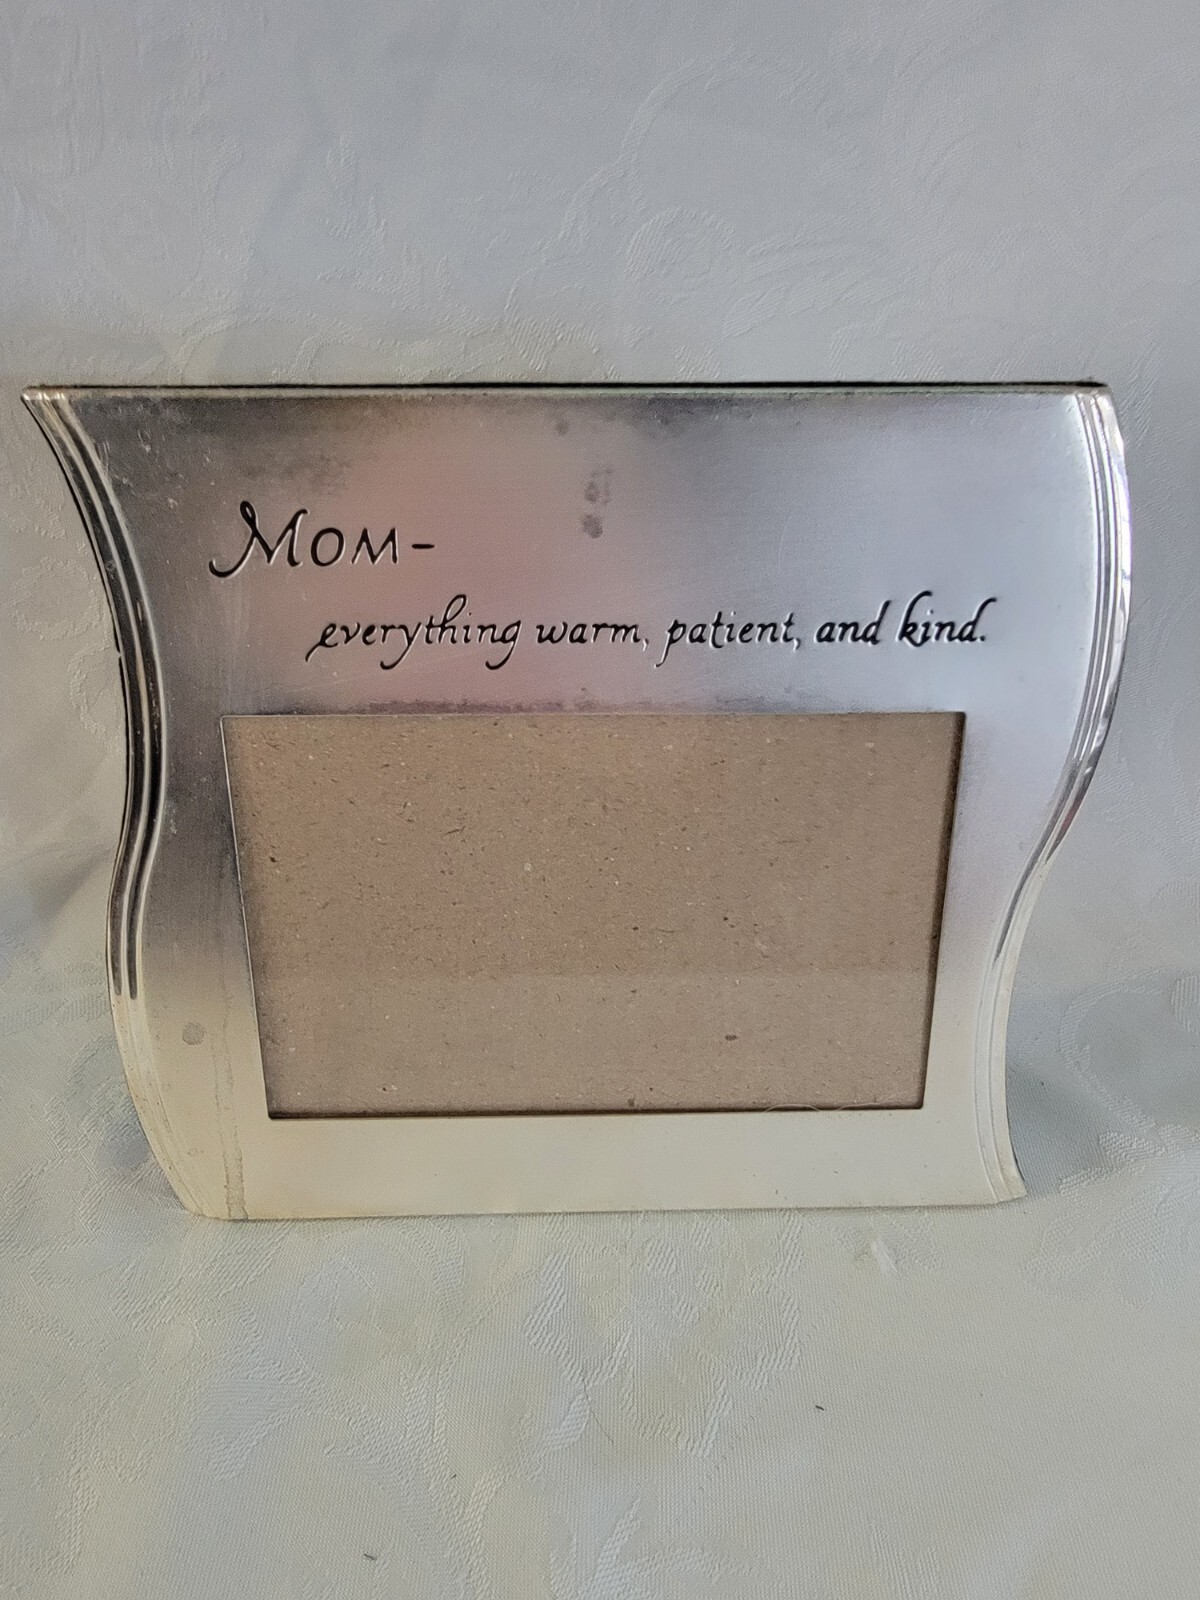 Mom-
everything warm, patient, and kind.